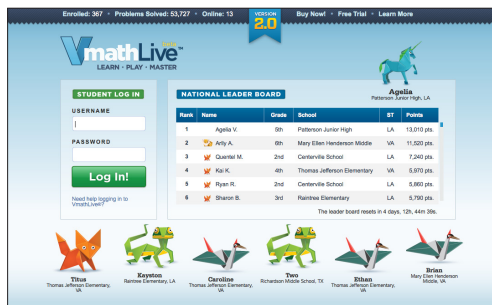 Enrolled: 367 • Problems Solved: 53,727 • Online: 13
VERSION
2.0
Buy Now! • Free Trial • Learn More
VmathLive™
LEARN • PLAY • MASTER
Agelia
Patterson Junior High, LA
STUDENT LOG IN
USERNAME
PASSWORD
Log In!
Need help logging in to
VmathLive®?
NATIONAL LEADER BOARD
Rank Name Grade School ST Points
1 Agelia V. 5th Patterson Junior High LA 13,010 pts.
2 Arliy A. 6th Mary Ellen Henderson Middle VA 11,520 pts.
3 Quentel M. 2nd Centerville School LA 7,240 pts.
4 Kai K. 4th Thomas Jefferson Elementary VA 5,970 pts.
5 Ryan R. 2nd Centerville School LA 5,860 pts.
6 Sharon B. 3rd Raintree Elementary LA 5,790 pts.
The leader board resets in 4 days, 12h, 44m 39s.
Titus
Thomas Jefferson Elementary,
VA
Kayston
Raintree Elementary, LA
Caroline
Thomas Jefferson Elementary,
VA
Two
Richardson Middle School, TX
Ethan
Thomas Jefferson Elementary,
VA
Brian
Mary Ellen Henderson
Middle, VA